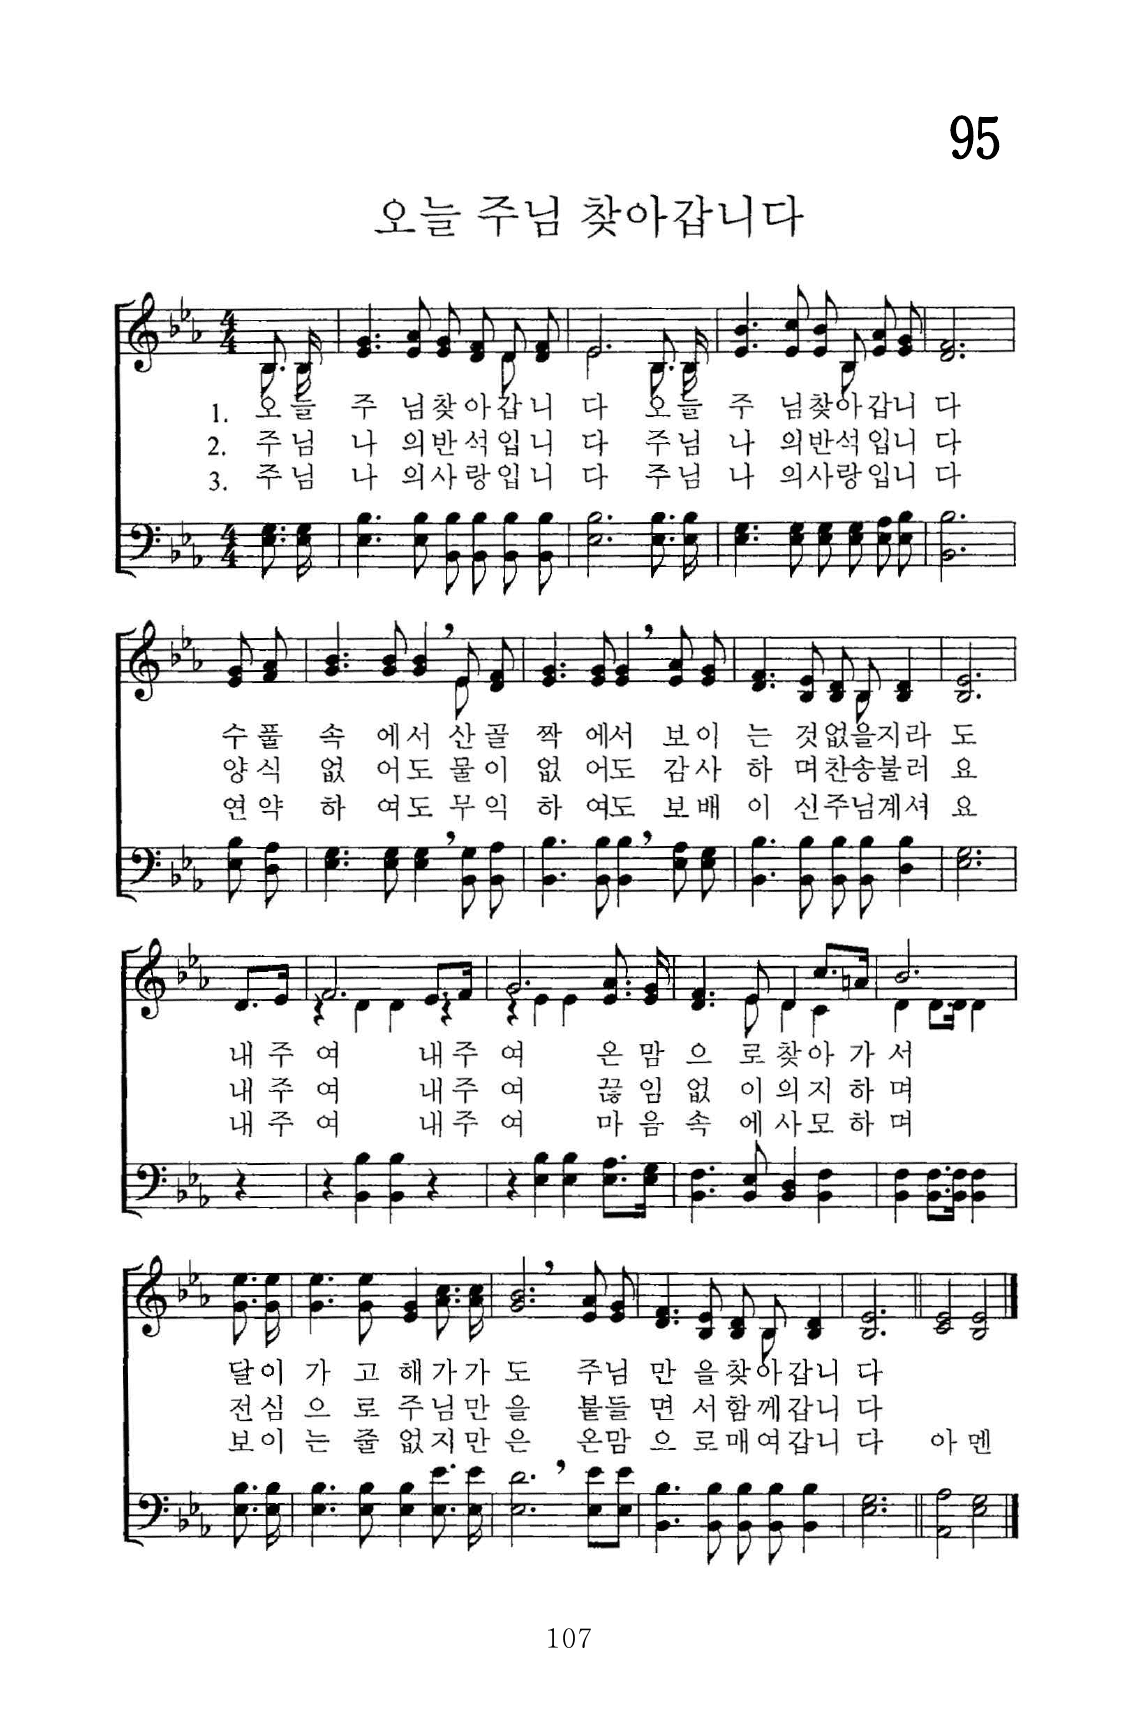 95
오늘 주님 찾아갑니다
4
4
1. 오늘 주 님찾아갑니 다 오늘 주 님찾아갑니 다
2. 주님 나 의반석입니 다 주님 나 의반석입니 다
3. 주님 나 의사랑입니 다 주님 나 의사랑입니 다
4
4
수풀 속 에서 산골 짝 에서 보이 는 것없을지라 도
양식 없 어도 물이 없 어도 감사 하 며찬송불러 요
연약 하 여도 무익 하 여도 보배 이 신주님계셔 요
내주여 내주여 온맘으 로찾아가서
내주여 내주여 끊임없 이의지하며
내주여 내주여 마음속 에사모하며
달이 가 고 해가가 도 주님 만 을찾아갑니 다
전심 으 로 주님만 을 붙들 면 서함께갑니 다
보이 는 줄 없지만 은 온맘 으 로매여갑니 다 아멘
107